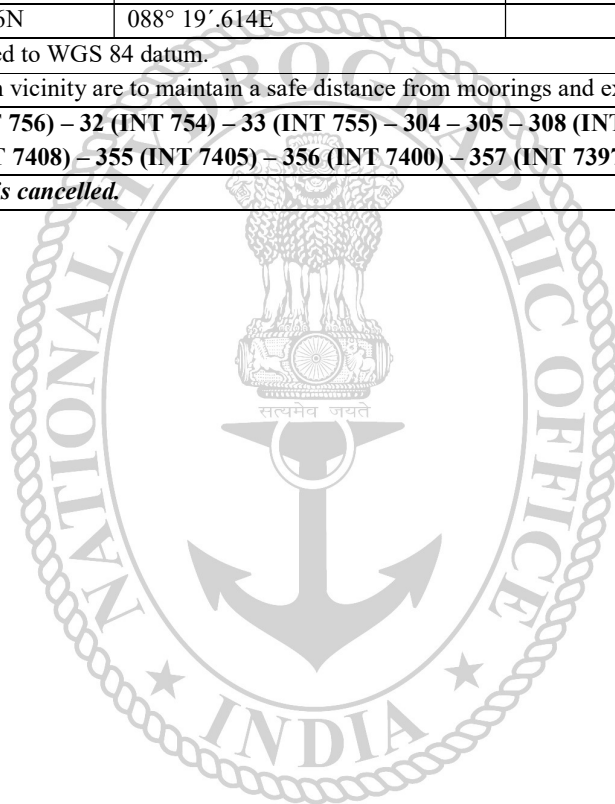 6N 088° 19´.614E
ed to WGS 84 datum.
n vicinity are to maintain a safe distance from moorings and ex
756) – 32 (INT 754) – 33 (INT 755) – 304 – 305 – 308 (INT
7408) – 355 (INT 7405) – 356 (INT 7400) – 357 (INT 7397
is cancelled.
NATIONAL HYDROGRAPHIC OFFICE
सत्यमेव जयते
INDIA